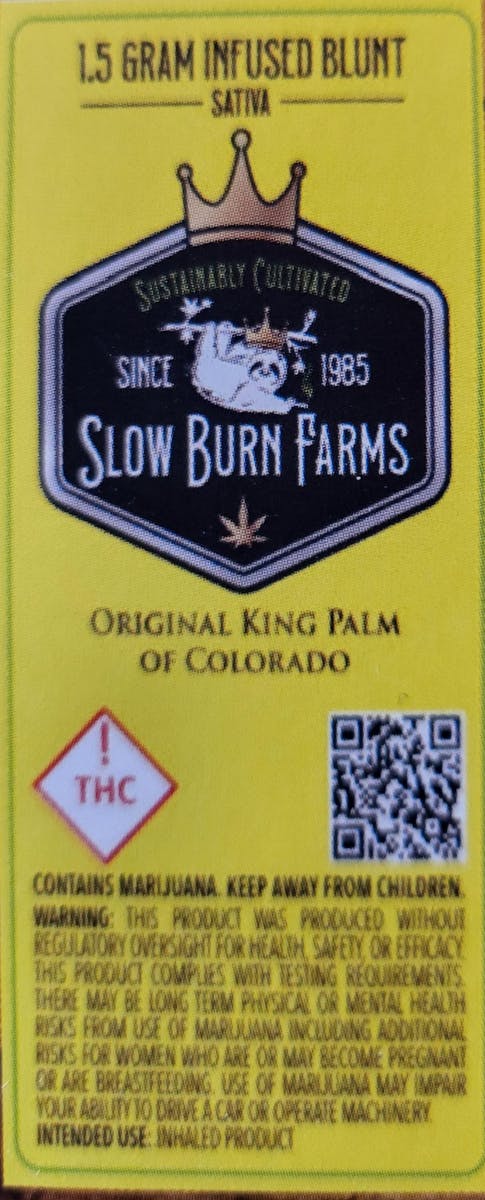 1.5 GRAM INFUSED BLUNT
SATIVA
SUSTAINABLY CULTIVATED
SINCE 1985
SLOW BURN FARMS
ORIGINAL KING PALM
OF COLORADO
!
THC
CONTAINS MARIJUANA. KEEP AWAY FROM CHILDREN.
WARNING: THIS PRODUCT WAS PRODUCED WITHOUT
REGULATORY OVERSIGHT FOR HEALTH, SAFETY, OR EFFICACY.
THIS PRODUCT COMPLIES WITH TESTING REQUIREMENTS.
THERE MAY BE LONG TERM PHYSICAL OR MENTAL HEALTH
RISKS FROM USE OF MARIJUANA INCLUDING ADDITIONAL
RISKS FOR WOMEN WHO ARE OR MAY BECOME PREGNANT
OR ARE BREASTFEEDING. USE OF MARIJUANA MAY IMPAIR
YOUR ABILITY TO DRIVE A CAR OR OPERATE MACHINERY.
INTENDED USE: INHALED PRODUCT